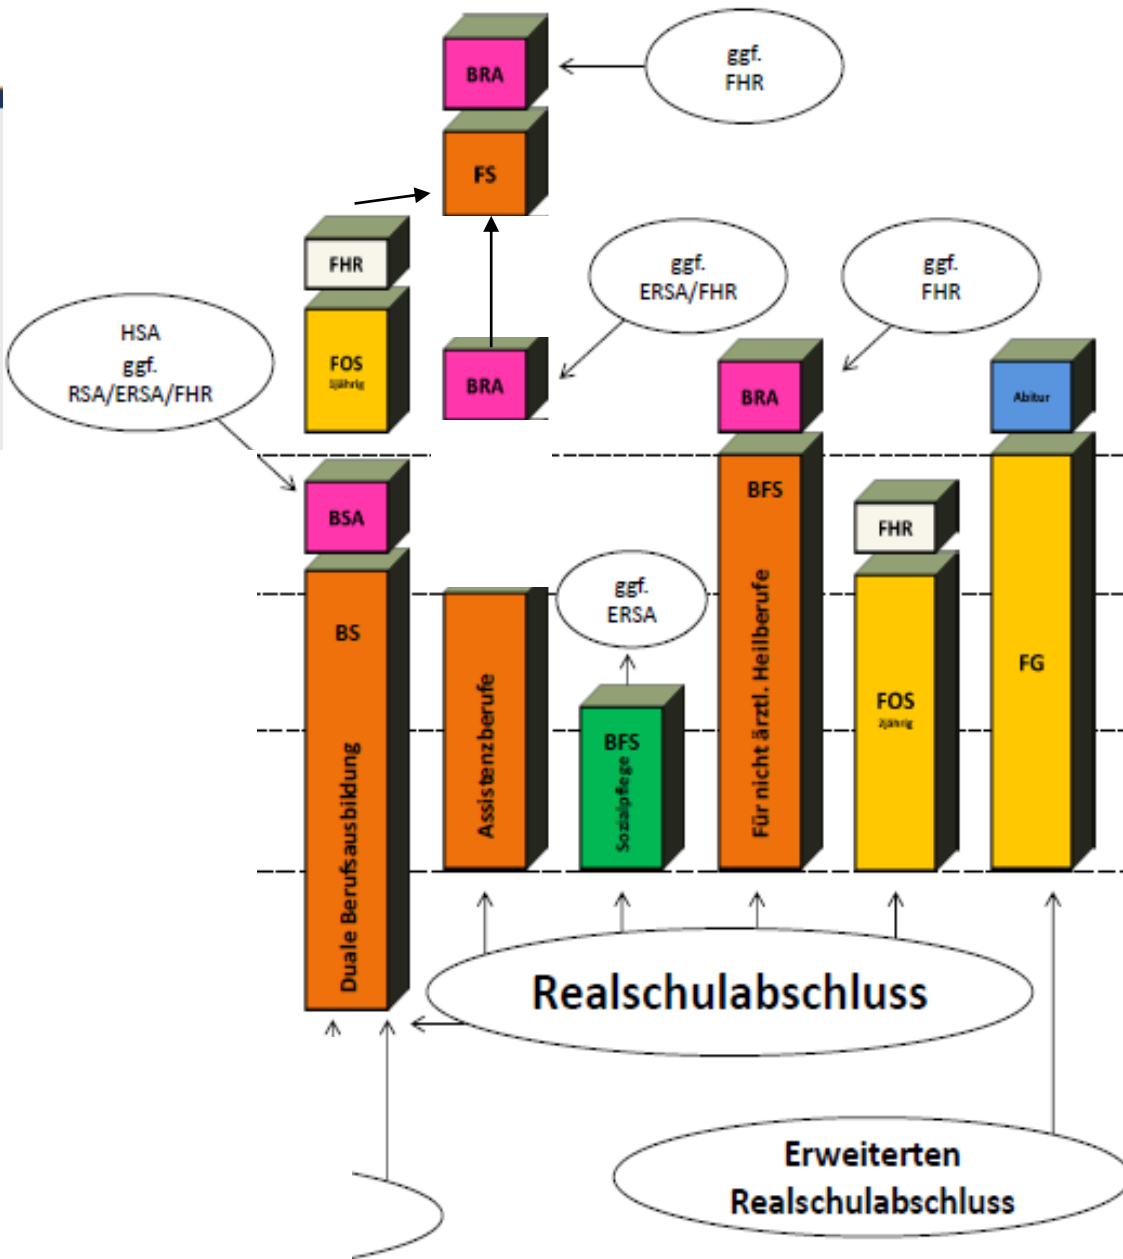 BRA
ggf.
FHR
FS
FHR
FOS
1jährig
HSA
ggf.
RSA/ERSA/FHR
BRA
ggf.
ERSA/FHR
ggf.
FHR
BRA
Abitur
BSA
BS
Duale Berufsausbildung
Assistenzberufe
ggf.
ERSA
BFS
Sozialpflege
BFS
Für nicht ärztl. Heilberufe
FHR
FOS
2jährig
FG
Realschulabschluss
Erweiterten
Realschulabschluss